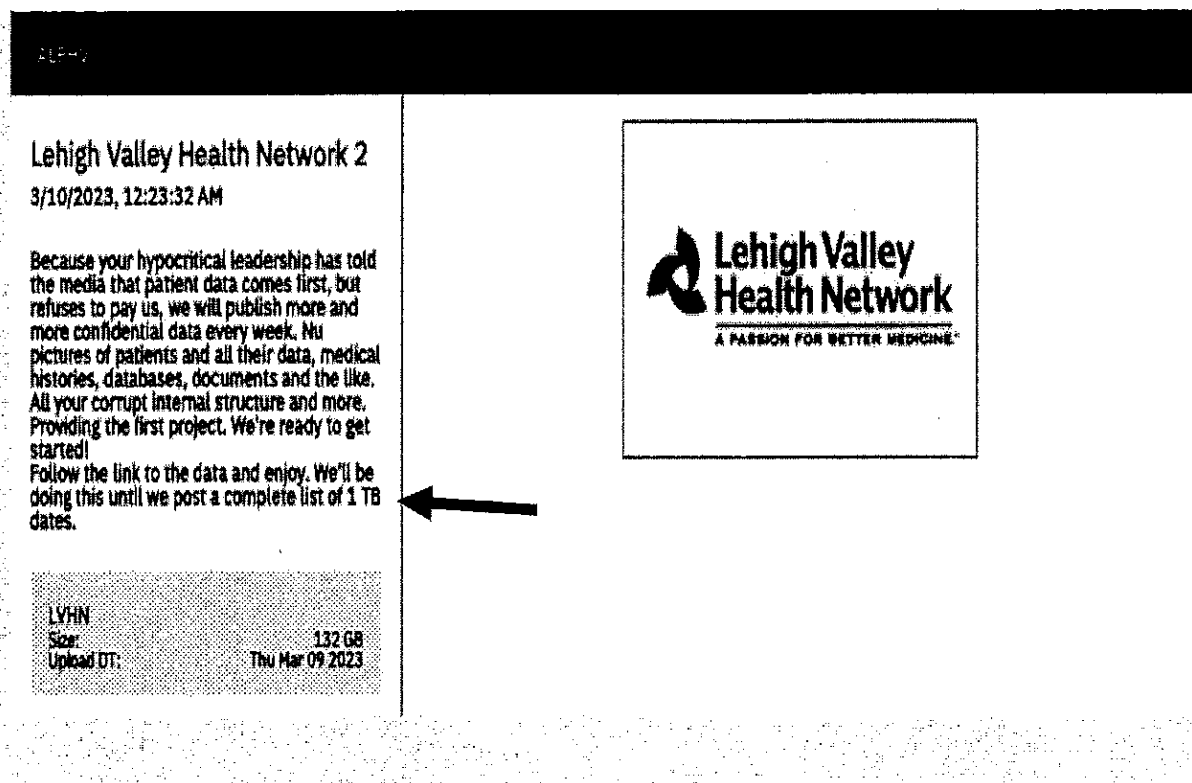 ALPHV
Lehigh Valley Health Network 2
3/10/2023, 12:23:32 AM
Because your hypocritical leadership has told
the media that patient data comes first, but
refuses to pay us, we will publish more and
more confidential data every week. Nu
pictures of patients and all their data, medical
histories, databases, documents and the like.
All your corrupt internal structure and more.
Providing the first project. We're ready to get
started!
Follow the link to the data and enjoy. We'll be
doing this until we post a complete list of 1 TB
dates.
LVHN
Size: 132 GB
Upload DT: Thu Mar 09 2023
Lehigh Valley
Health Network
A PASSION FOR BETTER MEDICINE.